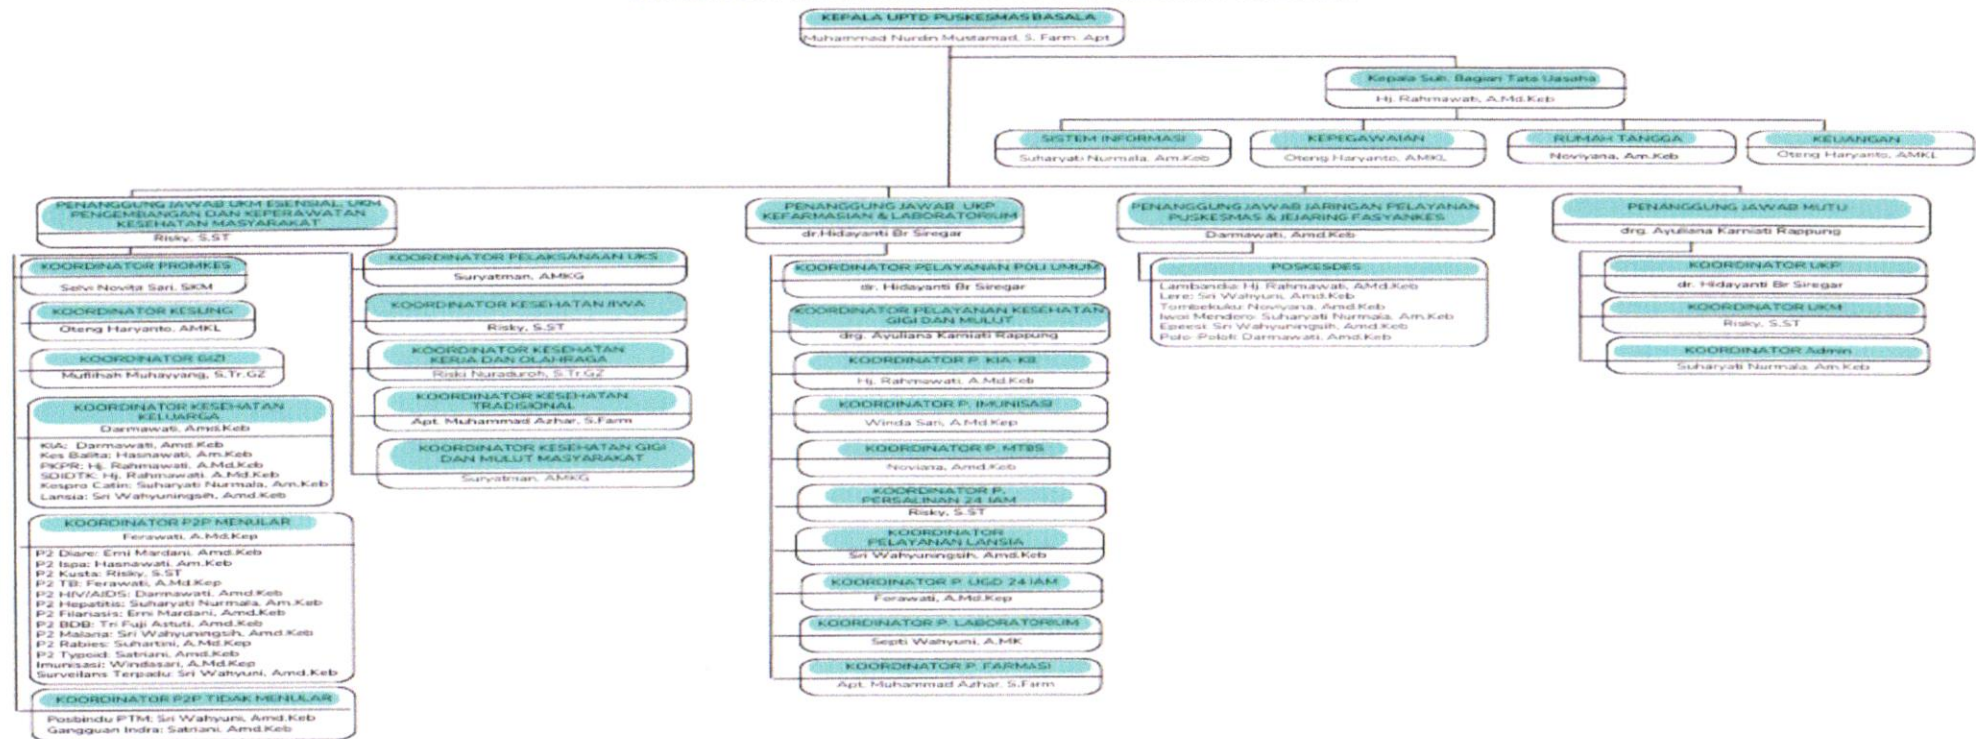 KEPALA UPTD PUSKESMAS BASALA
Muhammad Nurdin Mustamad, S. Farm. Apt
Kepala Sub. Bagian Tata Usaha
Hj. Rahmawati, A.Md.Keb
SISTEM INFORMASI
Suharyati Nurmala, Am.Keb
KEPEGAWAIAN
Oteng Haryanto, AMKL
RUMAH TANGGA
Noviyana, Am.Keb
KEUANGAN
Oteng Haryanto, AMKL
PENANGGUNG JAWAB UKM ESENSIAL, UKM
PENGEMBANGAN DAN KEPERAWATAN
KESEHATAN MASYARAKAT
Risky, S.ST
KOORDINATOR PROMKES
Selvi Novita Sari, SKM
KOORDINATOR KESLING
Oteng Haryanto, AMKL
KOORDINATOR GIZI
Muflihah Muhayyang, S.Tr.GZ
KOORDINATOR KESEHATAN
KELUARGA
Darmawati, Amd.Keb
KIA: Darmawati, Amd.Keb
Kes Balita: Hasnawati, Am.Keb
PKPR: Hj. Rahmawati, A.Md.Keb
SDIDTK: Hj. Rahmawati, A.Md.Keb
Kespro Catin: Suharyati Nurmala, Am.Keb
Lansia: Sri Wahyuningsih, Amd.Keb
KOORDINATOR P2P MENULAR
Ferawati, A.Md.Kep
P2 Diare: Erni Mardani, Amd.Keb
P2 Ispa: Hasnawati, Am.Keb
P2 Kusta: Risky, S.ST
P2 TB: Ferawati, A.Md.Kep
P2 HIV/AIDS: Darmawati, Amd.Keb
P2 Hepatitis: Suharyati Nurmala, Am.Keb
P2 Filariasis: Erni Mardani, Amd.Keb
P2 BDB: Tri Fuji Astuti, Amd.Keb
P2 Malaria: Sri Wahyuningsih, Amd.Keb
P2 Rabies: Suhartini, A.Md.Kep
P2 Typoid: Satriani, Amd.Keb
Imunisasi: Windasari, A.Md.Kep
Surveilans Terpadu: Sri Wahyuni, Amd.Keb
KOORDINATOR P2P TIDAK MENULAR
Posbindu PTM: Sri Wahyuni, Amd.Keb
Gangguan Indra: Satriani, Amd.Keb
KOORDINATOR PELAKSANAAN UKS
Suryatman, AMKG
KOORDINATOR KESEHATAN JIWA
Risky, S.ST
KOORDINATOR KESEHATAN
KERJA DAN OLAHRAGA
Riski Nuraduroh, S.Tr.GZ
KOORDINATOR KESEHATAN
TRADISIONAL
Apt. Muhammad Azhar, S.Farm
KOORDINATOR KESEHATAN GIGI
DAN MULUT MASYARAKAT
Suryatman, AMKG
PENANGGUNG JAWAB UKP
KEFARMASIAN & LABORATORIUM
dr.Hidayanti Br Siregar
KOORDINATOR PELAYANAN POLI UMUM
dr. Hidayanti Br Siregar
KOORDINATOR PELAYANAN KESEHATAN
GIGI DAN MULUT
drg. Ayuliana Karniati Rappung
KOORDINATOR P. KIA-KB
Hj. Rahmawati, A.Md.Keb
KOORDINATOR P. IMUNISASI
Winda Sari, A.Md.Kep
KOORDINATOR P. MTBS
Noviana, Amd.Keb
KOORDINATOR P.
PERSALINAN 24 JAM
Risky, S.ST
KOORDINATOR
PELAYANAN LANSIA
Sri Wahyuningsih, Amd.Keb
KOORDINATOR P. UGD 24 JAM
Ferawati, A.Md.Kep
KOORDINATOR P. LABORATORIUM
Septi Wahyuni, A.MK
KOORDINATOR P. FARMASI
Apt. Muhammad Azhar, S.Farm
PENANGGUNG JAWAB JARINGAN PELAYANAN
PUSKESMAS & JEJARING FASYANKES
Darmawati, Amd.Keb
POSKESDES
Lambandia: Hj. Rahmawati, A.Md.Keb
Lere: Sri Wahyuni, Amd.Keb
Tombekuku: Noviyana, Amd.Keb
Iwoi Mendoro: Suharyati Nurmala, Am.Keb
Epeesi: Sri Wahyuningsih, Amd.Keb
Polo-Pololi: Darmawati, Amd.Keb
PENANGGUNG JAWAB MUTU
drg. Ayuliana Karniati Rappung
KOORDINATOR UKP
dr. Hidayanti Br Siregar
KOORDINATOR UKM
Risky, S.ST
KOORDINATOR Admin
Suharyati Nurmala, Am.Keb